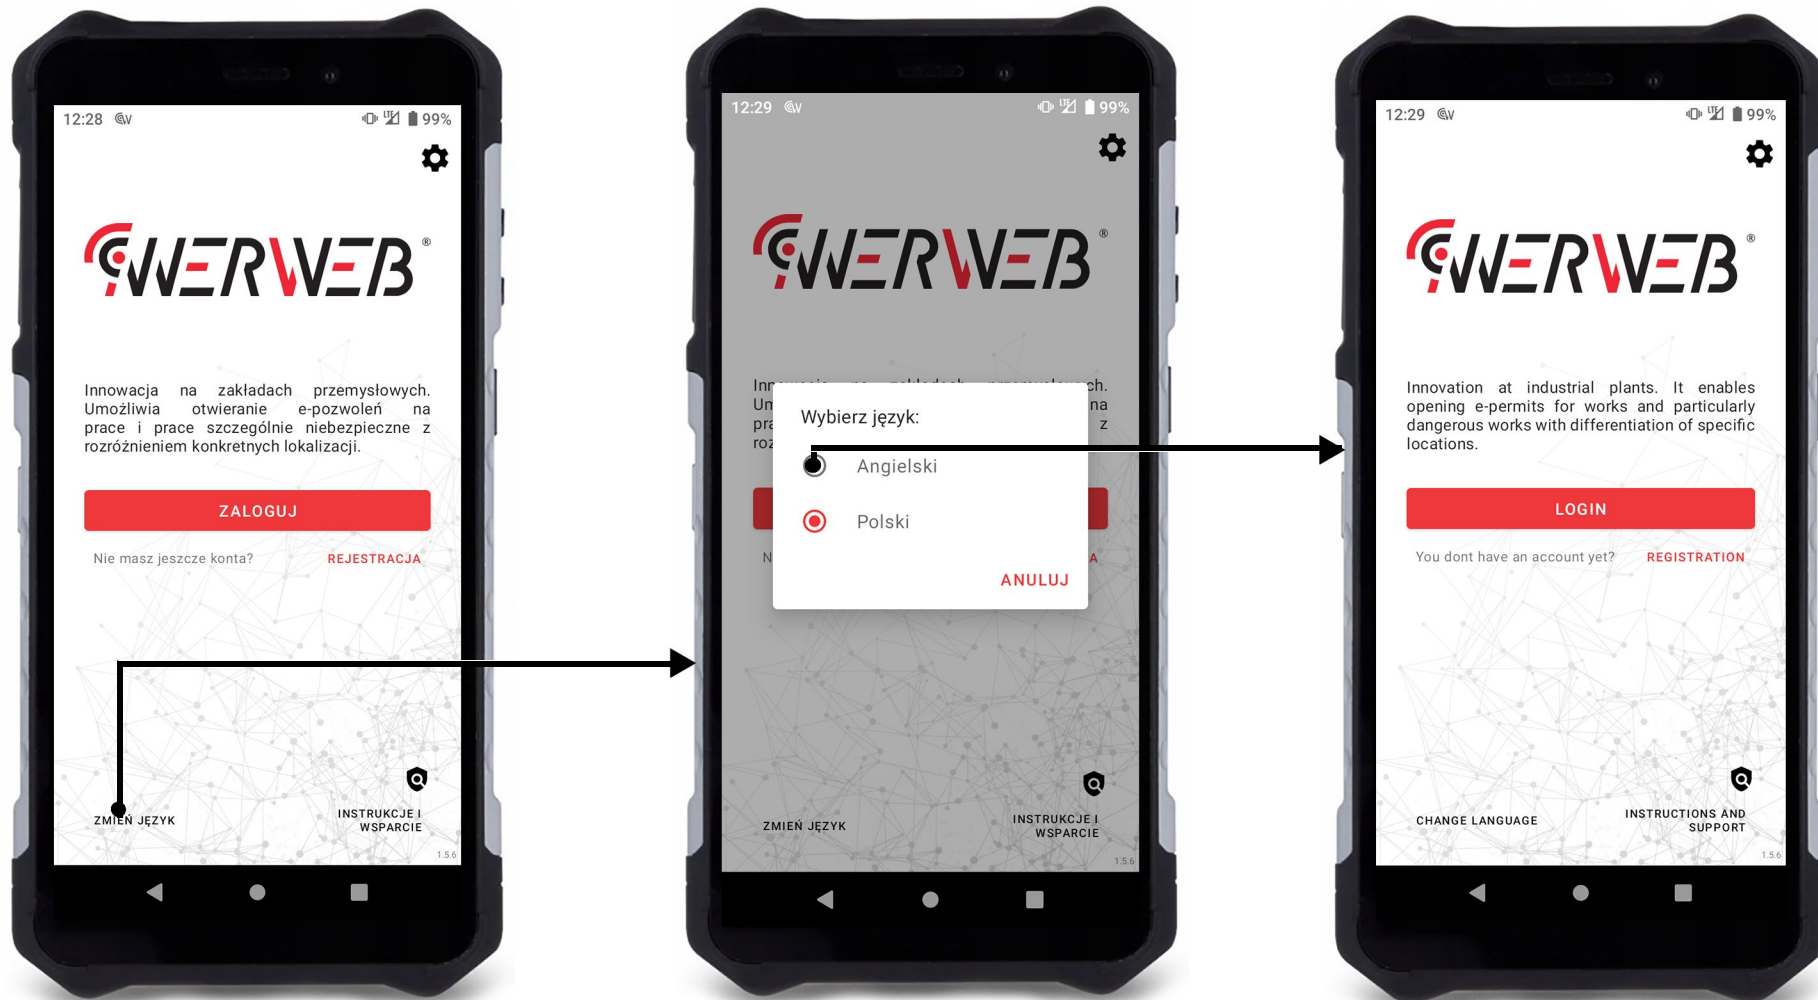 12:28
99%
WERWEB®
Innowacja na zakładach przemysłowych.
Umożliwia otwieranie e-pozwoleń na
prace i prace szczególnie niebezpieczne z
rozróżnieniem konkretnych lokalizacji.
ZALOGUJ
Nie masz jeszcze konta? REJESTRACJA
ZMIEŃ JĘZYK
INSTRUKCJE I
WSPARCIE
1.5.6
12:29
99%
WERWEB®
Wybierz język:
Angielski
Polski
ANULUJ
ZMIEŃ JĘZYK
INSTRUKCJE I
WSPARCIE
1.5.6
12:29
99%
WERWEB®
Innovation at industrial plants. It enables
opening e-permits for works and particularly
dangerous works with differentiation of specific
locations.
LOGIN
You dont have an account yet? REGISTRATION
CHANGE LANGUAGE
INSTRUCTIONS AND
SUPPORT
1.5.6